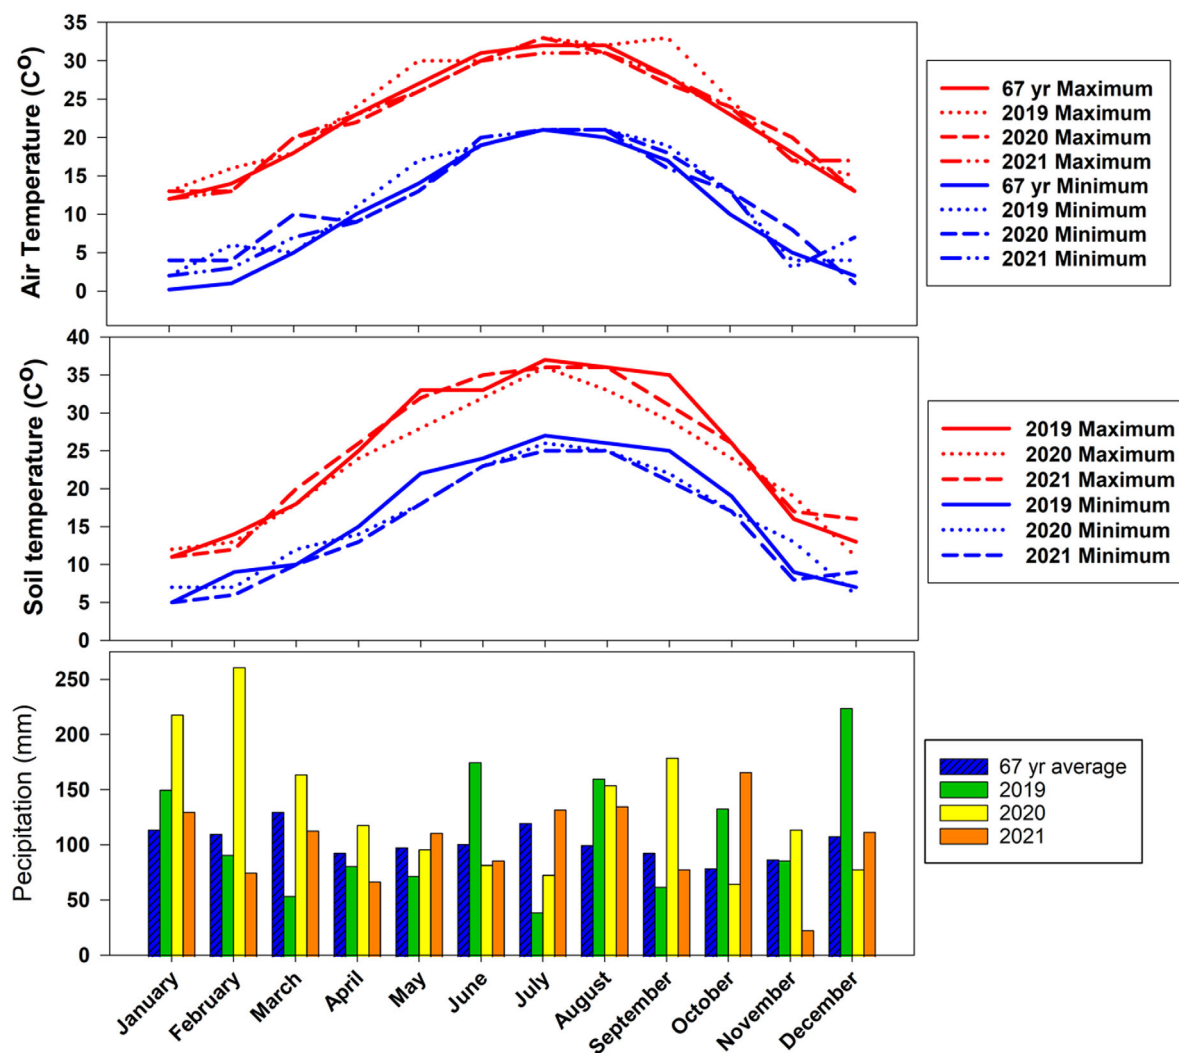 Air Temperature (C⁰)
35
30
25
20
15
10
5
0
67 yr Maximum
2019 Maximum
2020 Maximum
2021 Maximum
67 yr Minimum
2019 Minimum
2020 Minimum
2021 Minimum
Soil temperature (C⁰)
40
35
30
25
20
15
10
5
0
2019 Maximum
2020 Maximum
2021 Maximum
2019 Minimum
2020 Minimum
2021 Minimum
Pecipitation (mm)
250
200
150
100
50
0
67 yr average
2019
2020
2021
January
February
March
April
May
June
July
August
September
October
November
December